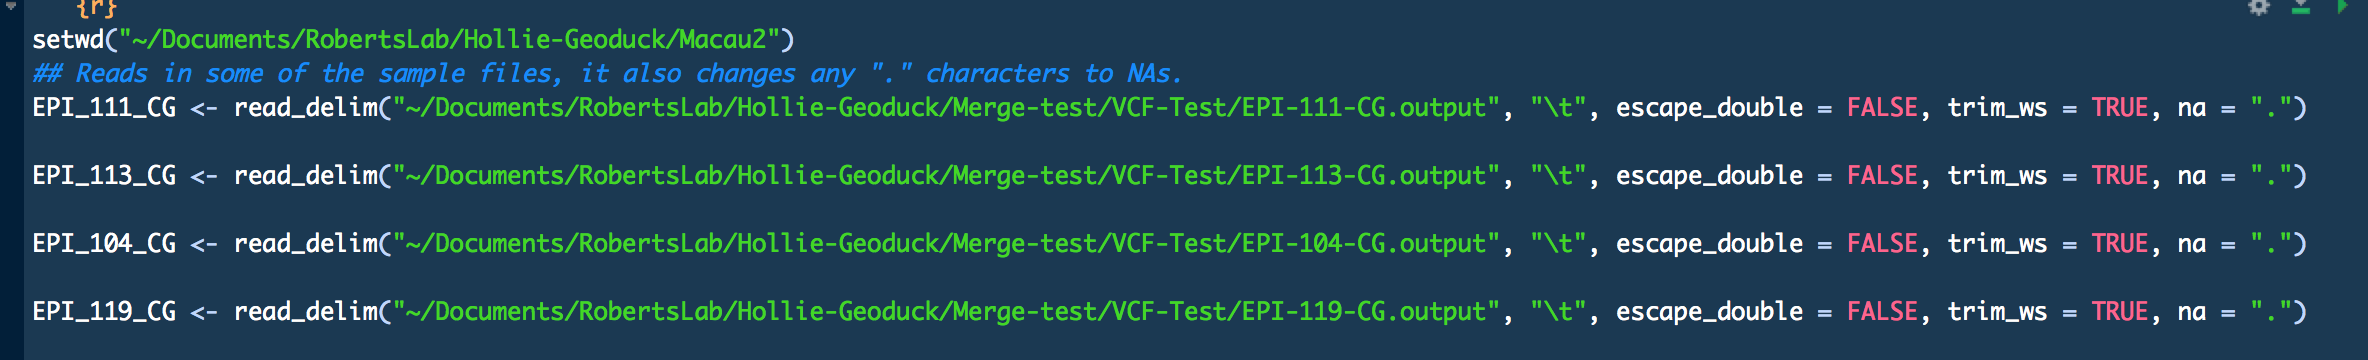 {r}
setwd("~/Documents/RobertsLab/Hollie-Geoduck/Macau2")
## Reads in some of the sample files, it also changes any "." characters to NAs.
EPI_111_CG <- read_delim("~/Documents/RobertsLab/Hollie-Geoduck/Merge-test/VCF-Test/EPI-111-CG.output", "\t", escape_double = FALSE, trim_ws = TRUE, na = ".")
EPI_113_CG <- read_delim("~/Documents/RobertsLab/Hollie-Geoduck/Merge-test/VCF-Test/EPI-113-CG.output", "\t", escape_double = FALSE, trim_ws = TRUE, na = ".")
EPI_104_CG <- read_delim("~/Documents/RobertsLab/Hollie-Geoduck/Merge-test/VCF-Test/EPI-104-CG.output", "\t", escape_double = FALSE, trim_ws = TRUE, na = ".")
EPI_119_CG <- read_delim("~/Documents/RobertsLab/Hollie-Geoduck/Merge-test/VCF-Test/EPI-119-CG.output", "\t", escape_double = FALSE, trim_ws = TRUE, na = ".")